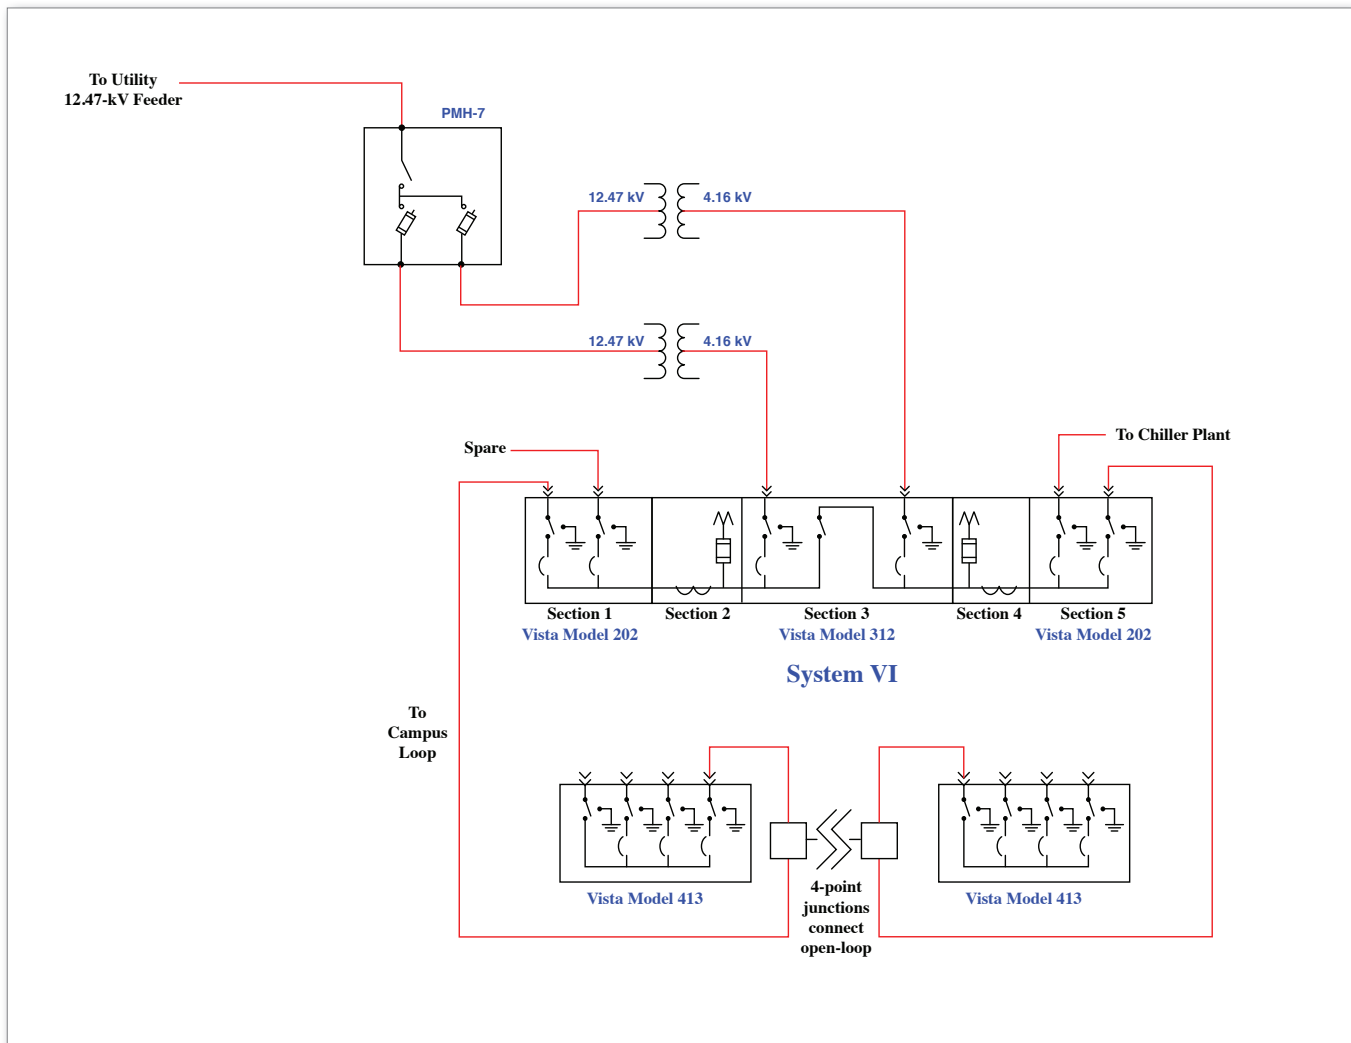 To Utility
12.47-kV Feeder
PMH-7
12.47 kV
4.16 kV
12.47 kV
4.16 kV
Spare
To Chiller Plant
Section 1
Section 2
Section 3
Section 4
Section 5
Vista Model 202
Vista Model 312
Vista Model 202
System VI
To
Campus
Loop
Vista Model 413
4-point
junctions
connect
open-loop
Vista Model 413